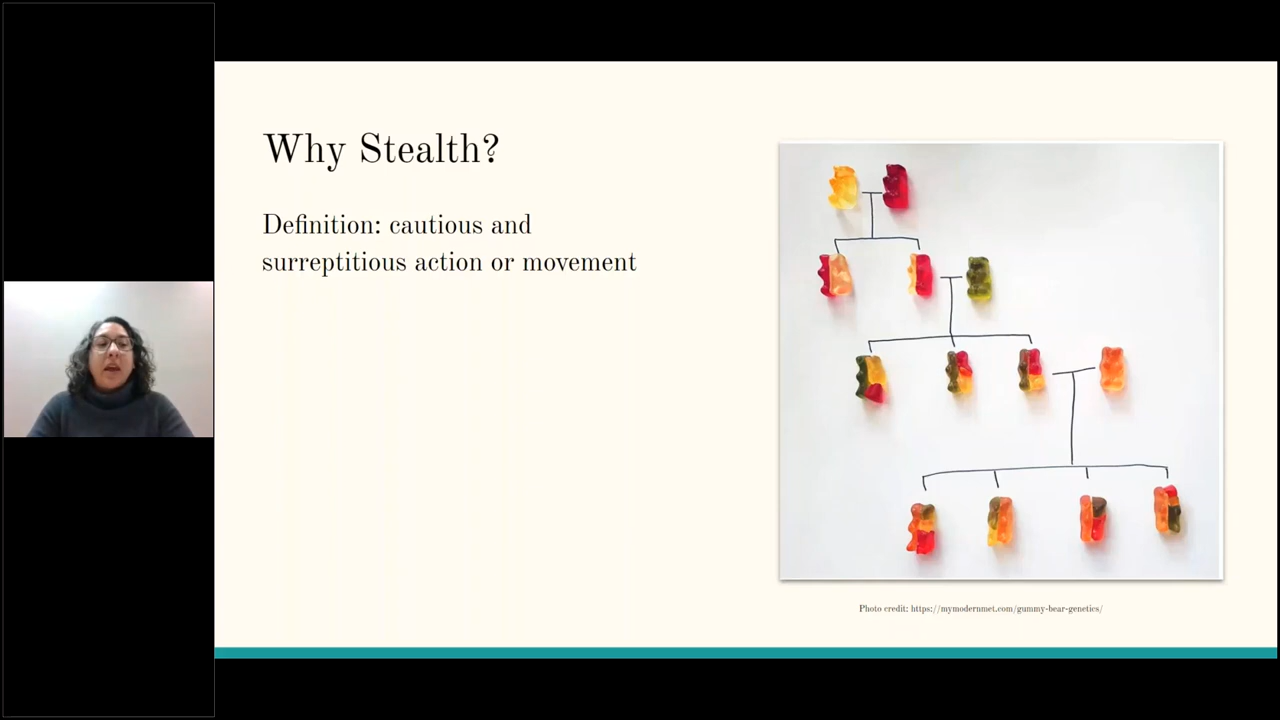 Why Stealth?
Definition: cautious and
surreptitious action or movement
Photo credit: https://mymodernmet.com/gummy-bear-genetics/